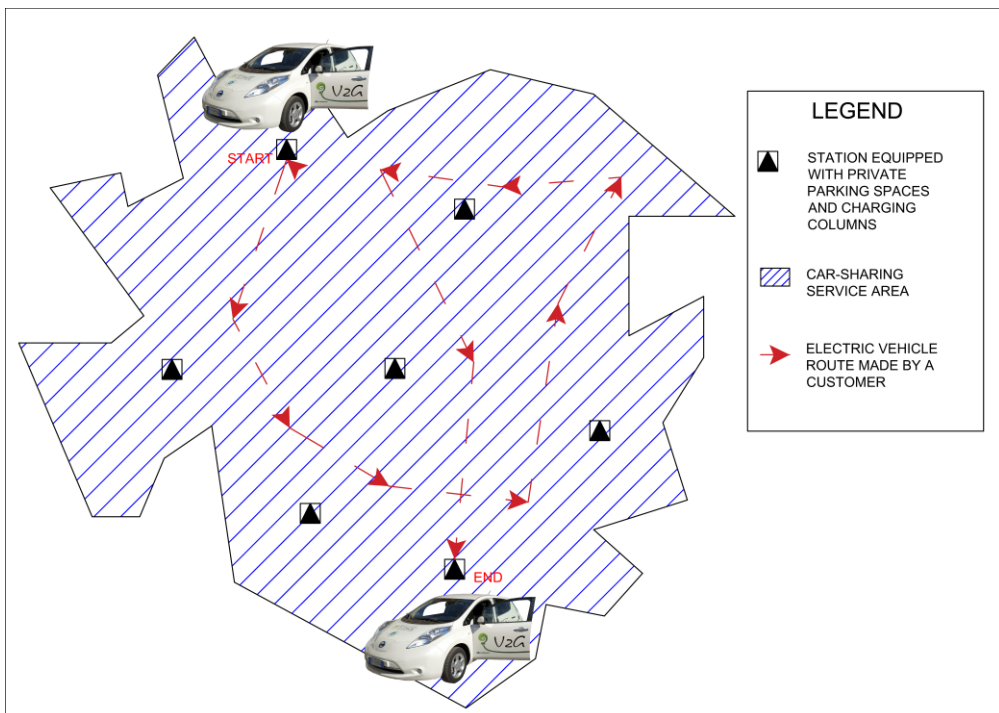 V2G
START
END
V2G
LEGEND
STATION EQUIPPED
WITH PRIVATE
PARKING SPACES
AND CHARGING
COLUMNS
CAR-SHARING
SERVICE AREA
ELECTRIC VEHICLE
ROUTE MADE BY A
CUSTOMER